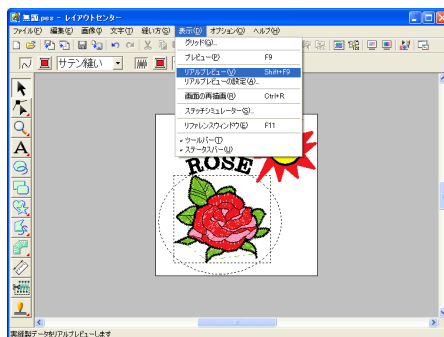 無題.pes - レイアウトセンター
ファイル(F) 編集(E) 画像(I) 文字(T) 縫い方(S) 表示(D) オプション(O) ヘルプ(H)
サテン縫い
グリッド(G)...
プレビュー(P) F9
リアルプレビュー(V) Shift+F9
リアルプレビューの設定(A)...
画面の再描画(R) Ctrl+R
ステッチシミュレーター(S)...
リファレンスウィンドウ(E) F11
ツールバー(T)
ステータスバー(U)
A
ROSE
実縫製データをリアルプレビューします